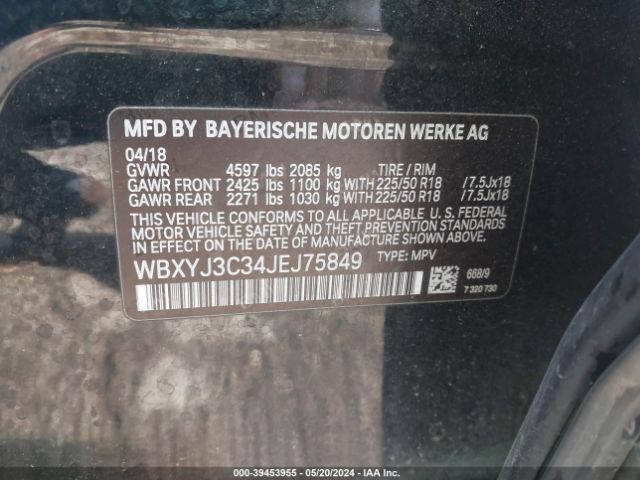 MFD BY BAYERISCHE MOTOREN WERKE AG
04/18
GVWR 4597 lbs 2085 kg TIRE / RIM
GAWR FRONT 2425 lbs 1100 kg WITH 225/50 R18 /7.5Jx18
GAWR REAR 2271 lbs 1030 kg WITH 225/50 R18 /7.5Jx18
THIS VEHICLE CONFORMS TO ALL APPLICABLE U. S. FEDERAL
MOTOR VEHICLE SAFETY, BUMPER, AND THEFT PREVENTION STANDARDS
IN EFFECT ON THE DATE OF MANUFACTURE SHOWN ABOVE.
WBXYJ3C34JEJ75849 TYPE: MPV
668/9
7 320 730
000-39453955 - 05/20/2024 - IAA Inc.